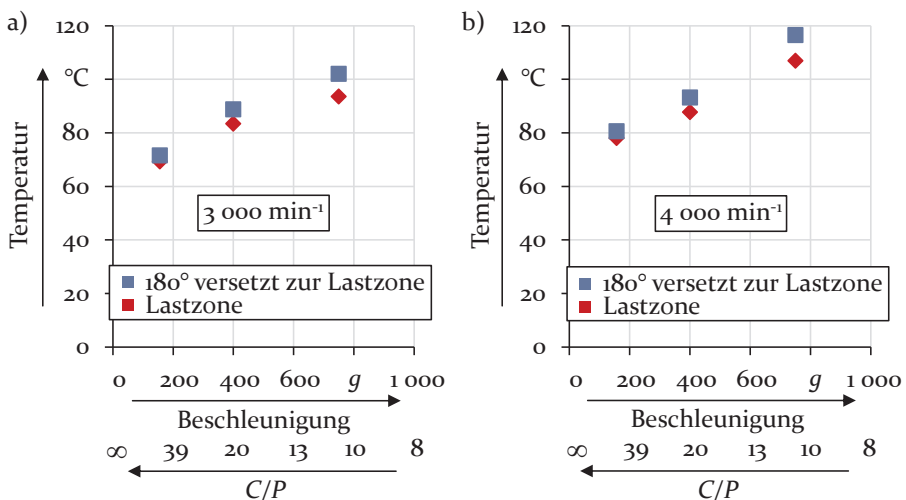 a)
120
°C
80
60
40
20
0
Temperatur
3 000 min⁻¹
180° versetzt zur Lastzone
Lastzone
0 200 400 600 g 1 000
Beschleunigung
∞ 39 20 13 10 8
C/P
b)
120
°C
80
60
40
20
0
Temperatur
4 000 min⁻¹
180° versetzt zur Lastzone
Lastzone
0 200 400 600 g 1 000
Beschleunigung
∞ 39 20 13 10 8
C/P